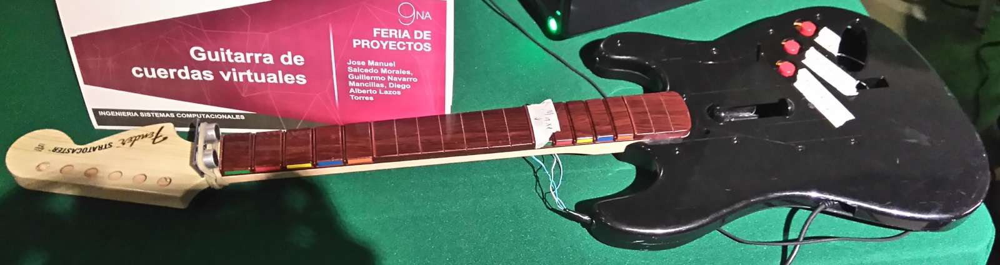 9NA
FERIA DE
PROYECTOS
Guitarra de
cuerdas virtuales
Jose Manuel
Salcedo Morales,
Guillermo Navarro
Mancillas, Diego
Alberto Lazos
Torres
INGENIERIA SISTEMAS COMPUTACIONALES
Fender STRATOCASTER